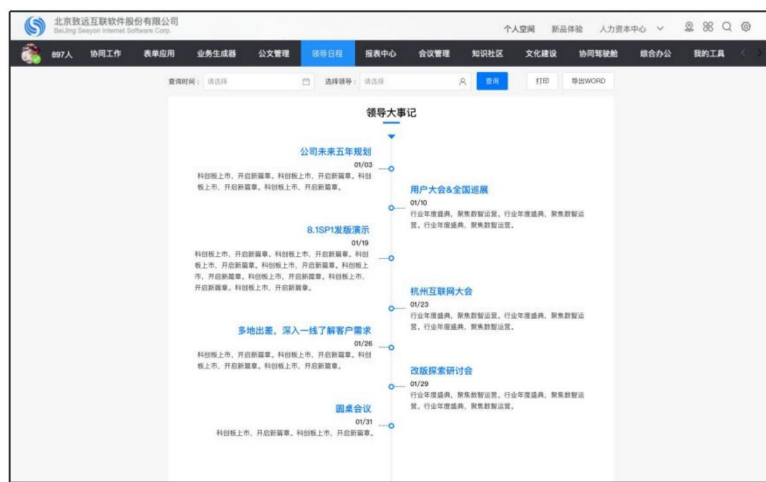 北京致远互联软件股份有限公司
BeiJing Seeyon Internet Software Corp.
个人空间 新品体验 人力资本中心
897人 协同工作 表单应用 业务生成器 公文管理 领导日程 报表中心 会议管理 知识社区 文化建设 协同驾驶舱 综合办公 我的工具
查询时间： 请选择 选择领导： 请选择 查询 打印 导出WORD
领导大事记
公司未来五年规划
01/03
科创板上市、开启新篇章。科创板上市、开启新篇章。科创
板上市、开启新篇章。科创板上市、开启新篇章。
用户大会&全国巡展
01/10
行业年度盛典，聚焦数智运营。行业年度盛典，聚焦数智运
营。行业年度盛典，聚焦数智运营。
8.1SP1发版演示
01/19
科创板上市、开启新篇章。科创板上市、开启新篇章。科创
板上市、开启新篇章。科创板上市、开启新篇章。科创板上
市、开启新篇章。科创板上市、开启新篇章。科创板上市、
开启新篇章。科创板上市、开启新篇章。
杭州互联网大会
01/23
行业年度盛典，聚焦数智运营。行业年度盛典，聚焦数智运
营。行业年度盛典，聚焦数智运营。
多地出差，深入一线了解客户需求
01/26
科创板上市、开启新篇章。科创板上市、开启新篇章。科创
板上市、开启新篇章。科创板上市、开启新篇章。
改版探索研讨会
01/29
行业年度盛典，聚焦数智运营。行业年度盛典，聚焦数智运
营。行业年度盛典，聚焦数智运营。
圆桌会议
01/31
科创板上市、开启新篇章。科创板上市、开启新篇章。